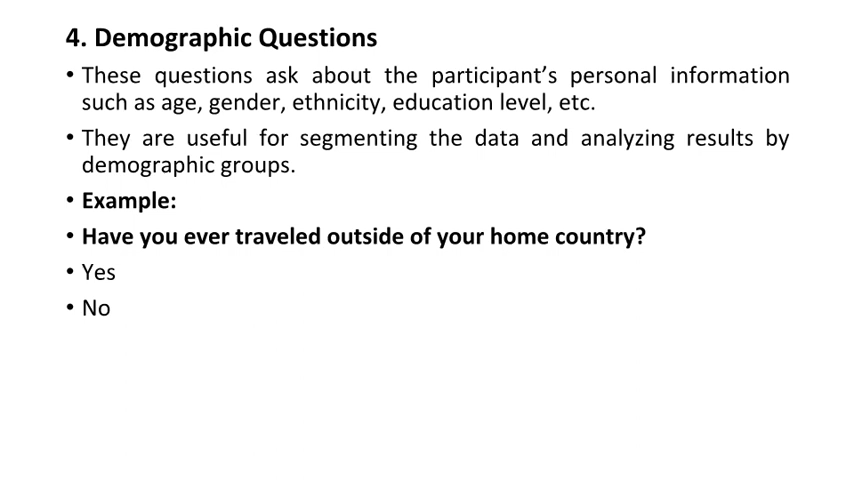 4. Demographic Questions
• These questions ask about the participant’s personal information
such as age, gender, ethnicity, education level, etc.
• They are useful for segmenting the data and analyzing results by
demographic groups.
• Example:
• Have you ever traveled outside of your home country?
• Yes
• No